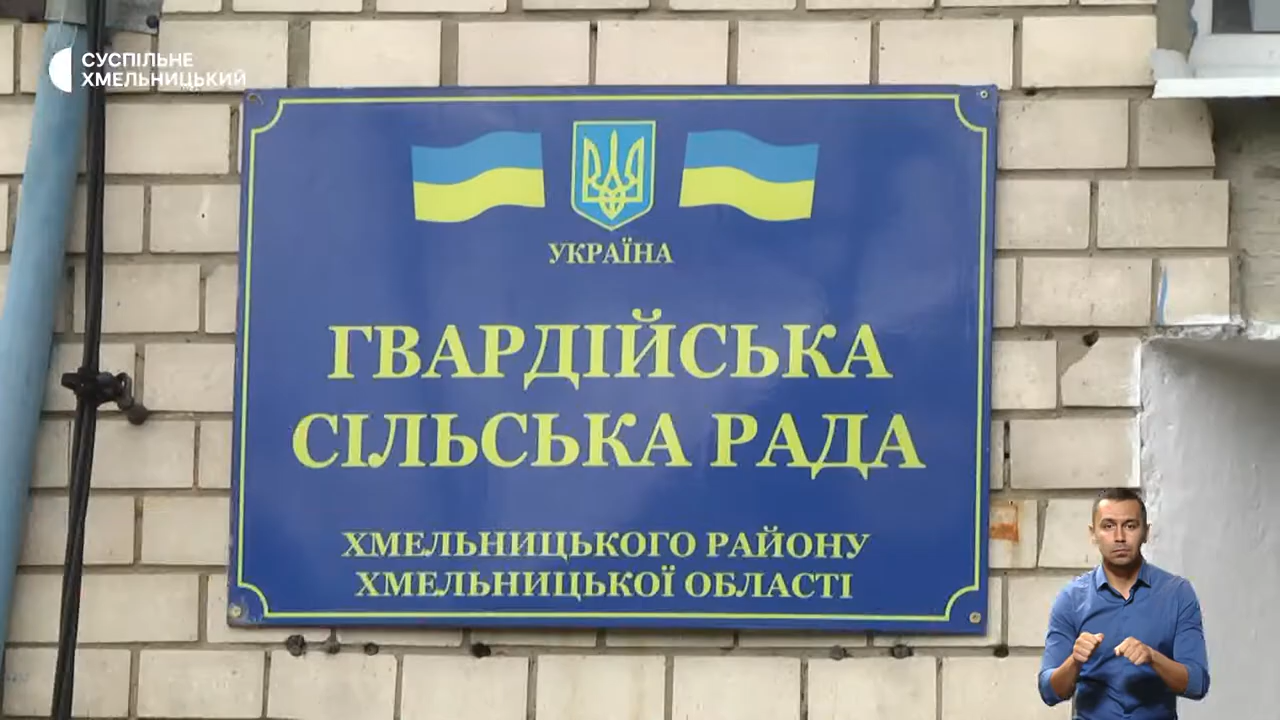 СУСПІЛЬНЕ
ХМЕЛЬНИЦЬКИЙ
УКРАЇНА
ГВАРДІЙСЬКА
СІЛЬСЬКА РАДА
ХМЕЛЬНИЦЬКОГО РАЙОНУ
ХМЕЛЬНИЦЬКОЇ ОБЛАСТІ